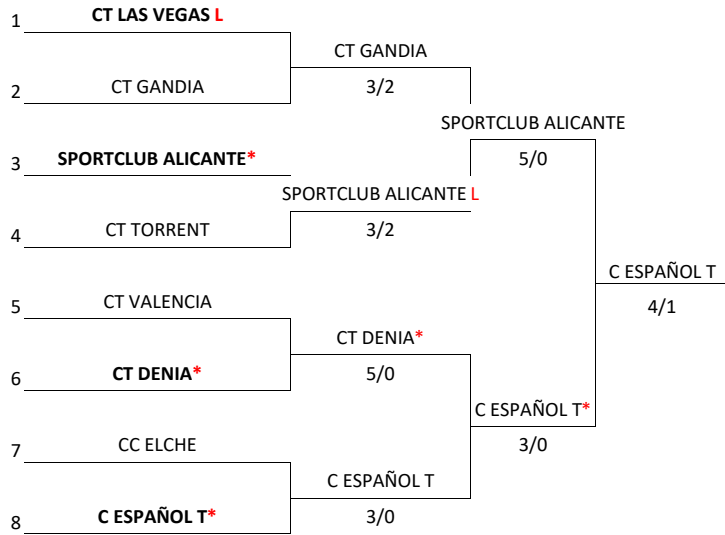 1 CT LAS VEGAS L
CT GANDIA
2 CT GANDIA 3/2
SPORTCLUB ALICANTE
3 SPORTCLUB ALICANTE* 5/0
SPORTCLUB ALICANTE L
4 CT TORRENT 3/2
C ESPAÑOL T
5 CT VALENCIA 4/1
CT DENIA*
6 CT DENIA* 5/0
C ESPAÑOL T*
7 CC ELCHE 3/0
C ESPAÑOL T
8 C ESPAÑOL T* 3/0